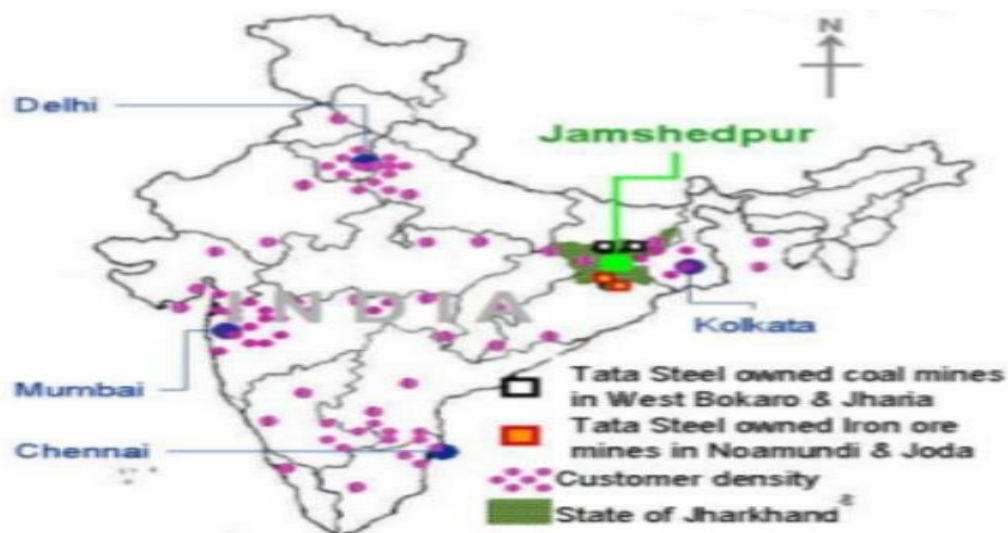 N
Delhi
Jamshedpur
INDIA
Kolkata
Mumbai
Chennai
Tata Steel owned coal mines
in West Bokaro & Jharia
Tata Steel owned Iron ore
mines in Noamundi & Joda
Customer density
State of Jharkhand